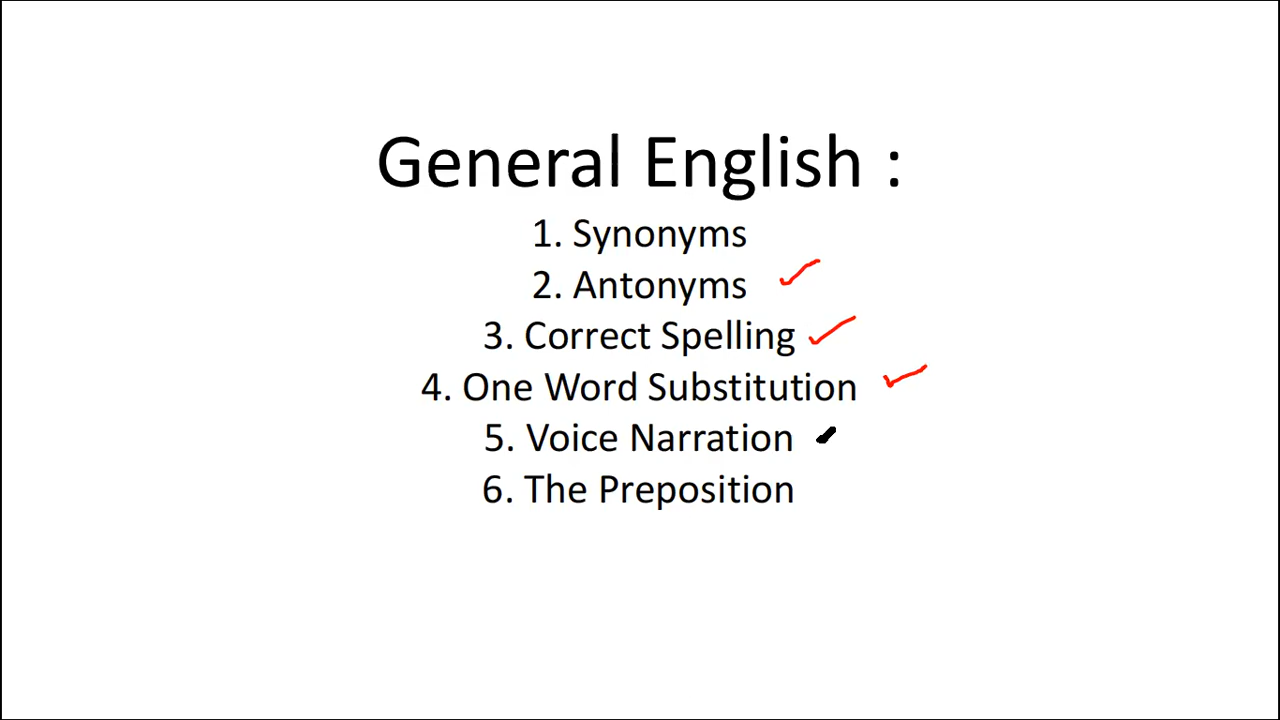 General English :
1. Synonyms
2. Antonyms
3. Correct Spelling
4. One Word Substitution
5. Voice Narration
6. The Preposition